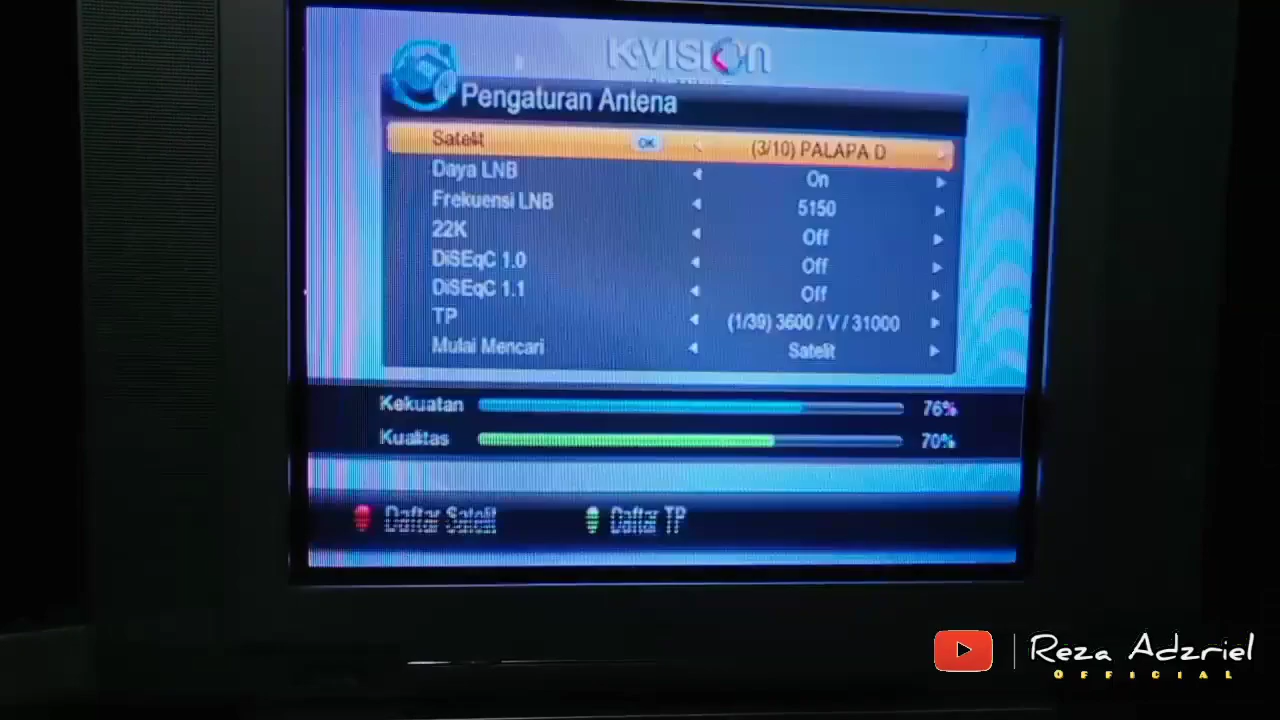 KVISION
Pengaturan Antena
Satelit OK (3/10) PALAPA D
Daya LNB On
Frekuensi LNB 5150
22K Off
DiSEqC 1.0 Off
DiSEqC 1.1 Off
TP (1/39) 3600 / V / 31000
Mulai Mencari Satelit
Kekuatan 76%
Kualitas 70%
Daftar Satelit Daftar TP
Reza Adzriel
OFFICIAL